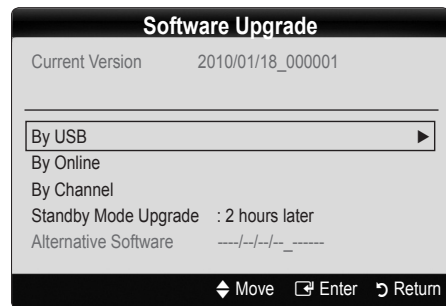 Software Upgrade
Current Version 2010/01/18_000001
By USB ▶
By Online
By Channel
Standby Mode Upgrade : 2 hours later
Alternative Software ----/--/--/--_------
Move Enter Return